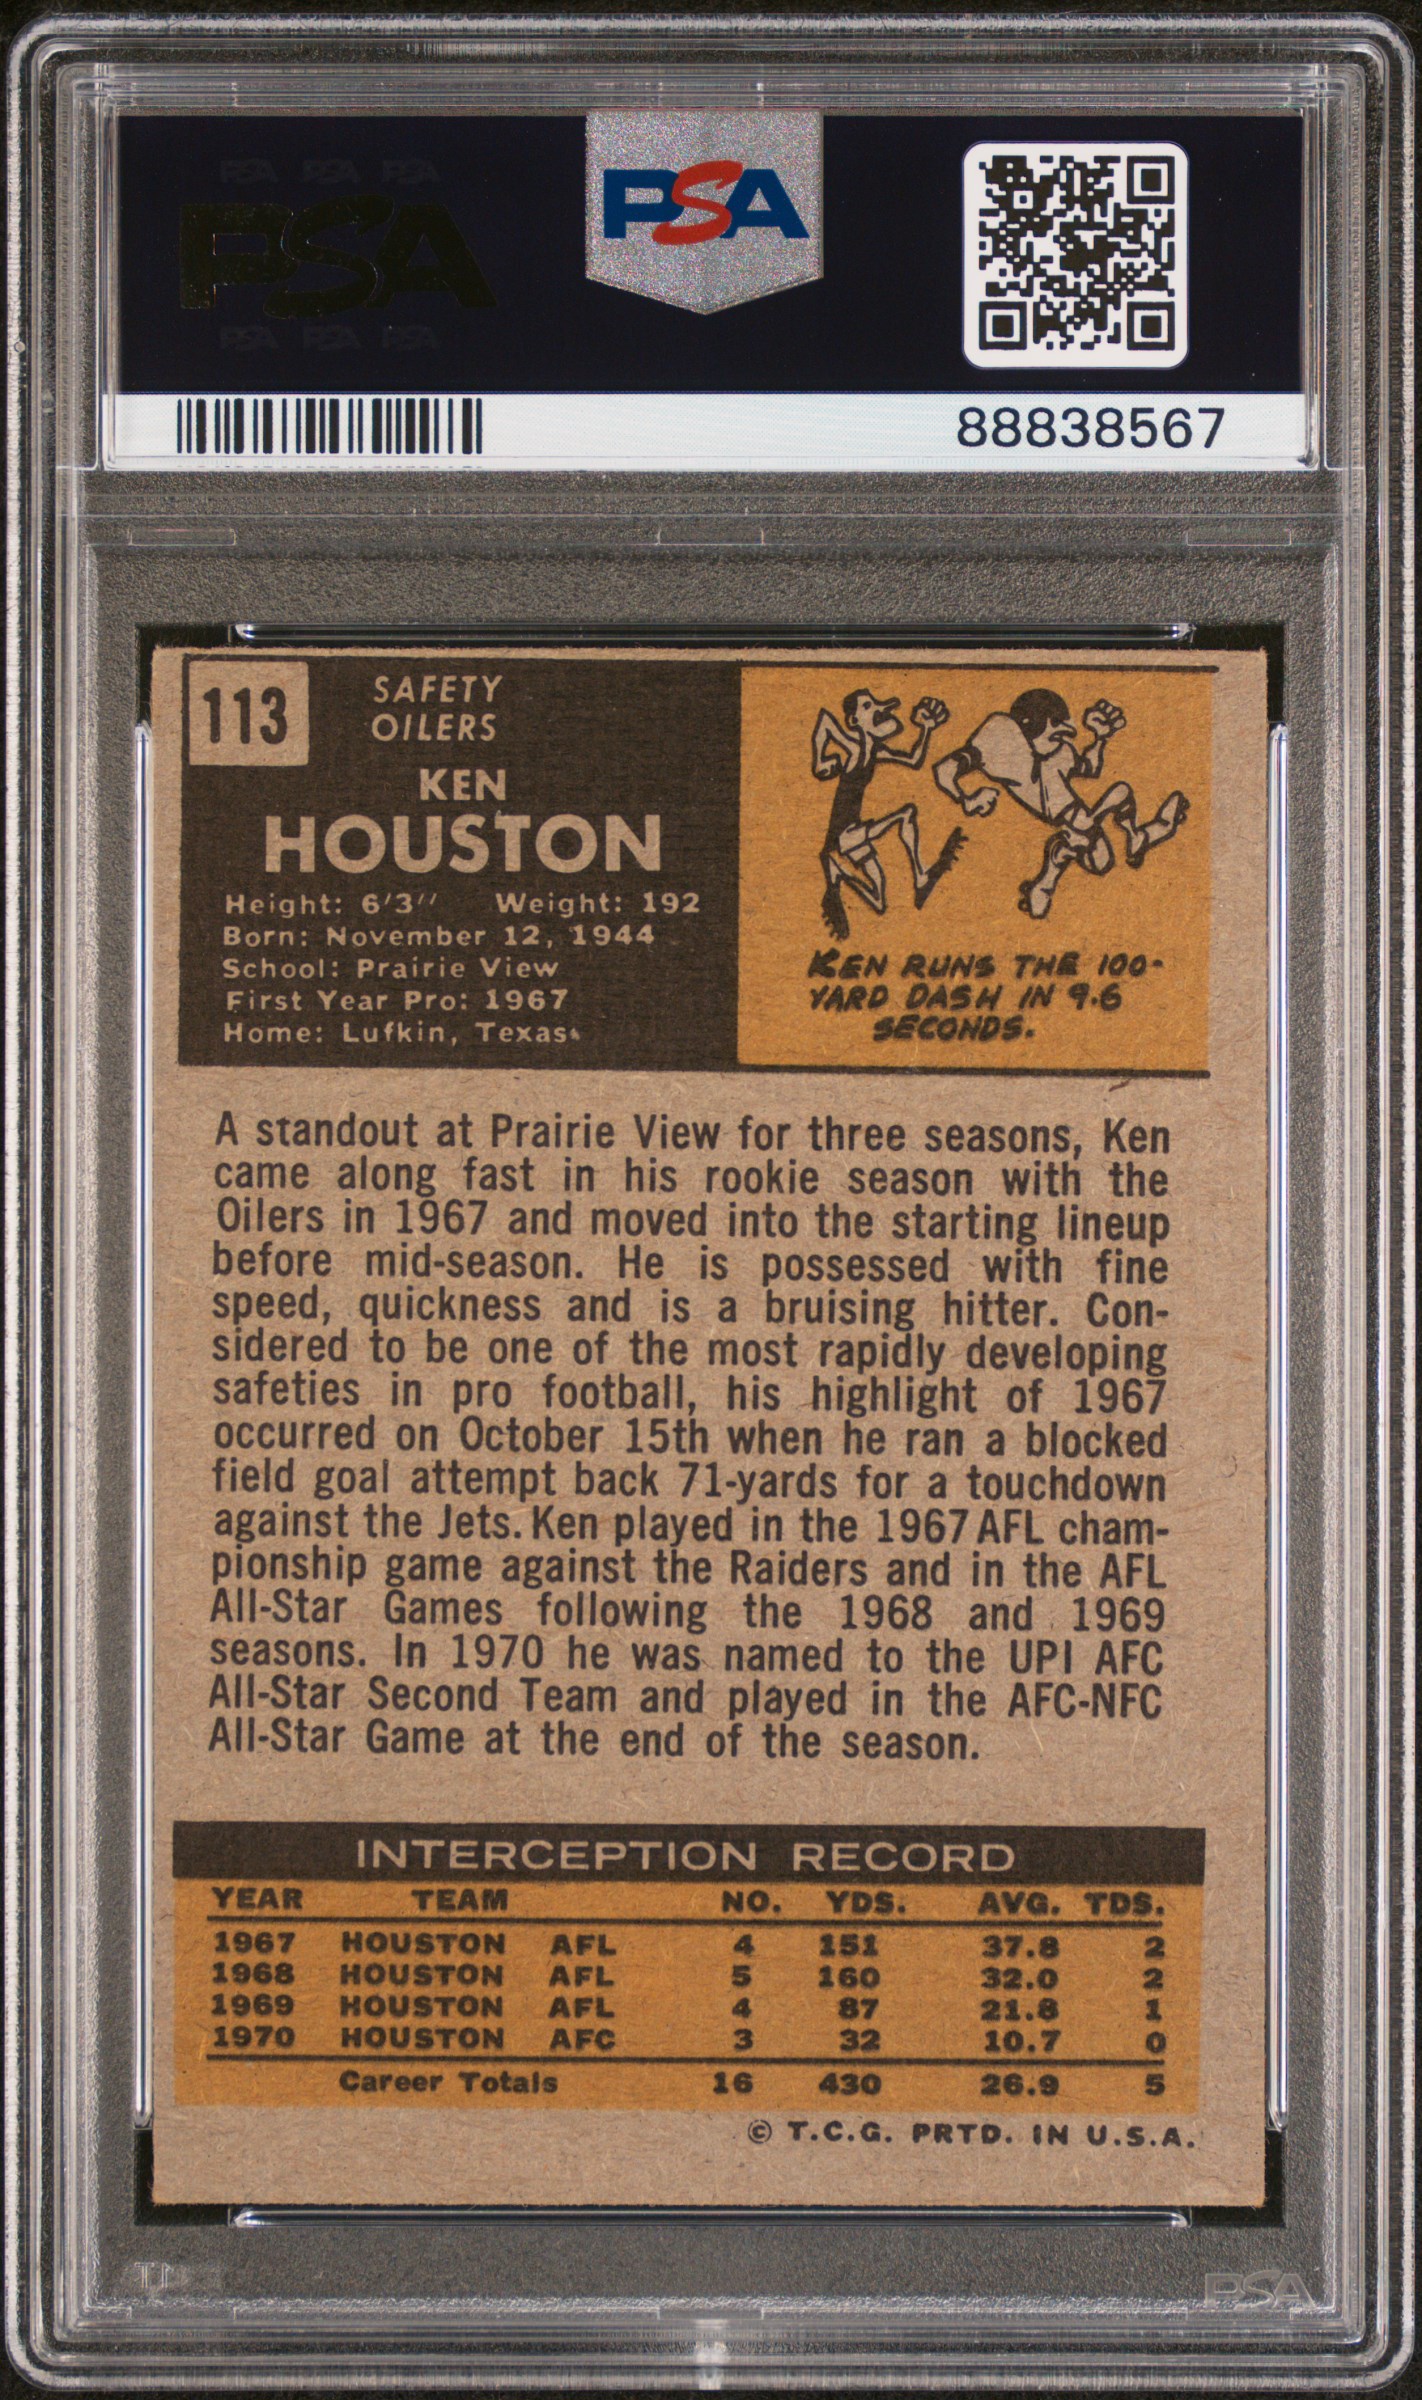 PSA PSA PSA
PSA
PSA PSA PSA
PSA
88838567
113
SAFETY
OILERS
KEN
HOUSTON
Height: 6'3'' Weight: 192
Born: November 12, 1944
School: Prairie View
First Year Pro: 1967
Home: Lufkin, Texas
KEN RUNS THE 100-
YARD DASH IN 9.6
SECONDS.
A standout at Prairie View for three seasons, Ken
came along fast in his rookie season with the
Oilers in 1967 and moved into the starting lineup
before mid-season. He is possessed with fine
speed, quickness and is a bruising hitter. Con-
sidered to be one of the most rapidly developing
safeties in pro football, his highlight of 1967
occurred on October 15th when he ran a blocked
field goal attempt back 71-yards for a touchdown
against the Jets. Ken played in the 1967 AFL cham-
pionship game against the Raiders and in the AFL
All-Star Games following the 1968 and 1969
seasons. In 1970 he was named to the UPI AFC
All-Star Second Team and played in the AFC-NFC
All-Star Game at the end of the season.
INTERCEPTION RECORD
YEAR TEAM NO. YDS. AVG. TDS.
1967 HOUSTON AFL 4 151 37.8 2
1968 HOUSTON AFL 5 160 32.0 2
1969 HOUSTON AFL 4 87 21.8 1
1970 HOUSTON AFC 3 32 10.7 0
Career Totals 16 430 26.9 5
© T.C.G. PRTD. IN U.S.A.
PSA